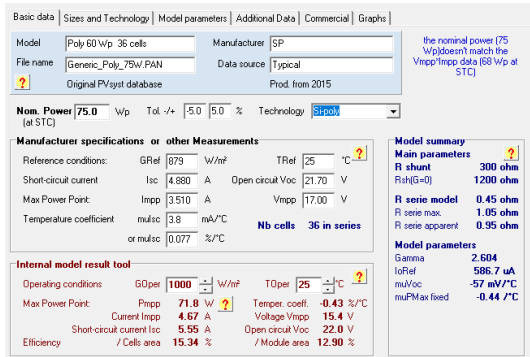 Basic data Sizes and Technology Model parameters Additional Data Commercial Graphs
Model Poly 60 Wp 36 cells Manufacturer SP
File name Generic_Poly_75W.PAN Data source Typical
? Original PVsyst database Prod. from 2015
the nominal power (75
Wp)doesn't match the
Vmpp*Impp data (68 Wp at
STC)
Nom. Power 75.0 Wp Tol. -/+ -5.0 5.0 % Technology Si-poly
(at STC)
Manufacturer specifications or other Measurements
Reference conditions: GRef 879 W/m² TRef 25 °C ?
Short-circuit current Isc 4.880 A Open circuit Voc 21.70 V
Max Power Point: Impp 3.510 A Vmpp 17.00 V
Temperature coefficient muIsc 3.8 mA/°C
Nb cells 36 in series
or muIsc 0.077 %/°C
Internal model result tool
Operating conditions GOper 1000 W/m² TOper 25 °C ?
Max Power Point: Pmpp 71.8 W ? Temper. coeff. -0.43 %/°C
Current Impp 4.67 A Voltage Vmpp 15.4 V
Short-circuit current Isc 5.55 A Open circuit Voc 22.0 V
Efficiency / Cells area 15.34 % / Module area 12.90 %
Model summary
Main parameters ?
R shunt 300 ohm
Rsh(G=0) 1200 ohm
R serie model 0.45 ohm
R serie max. 1.05 ohm
R serie apparent 0.95 ohm
Model parameters
Gamma 2.604
IoRef 586.7 uA
muVoc -57 mV/°C
muPMax fixed -0.44 /°C